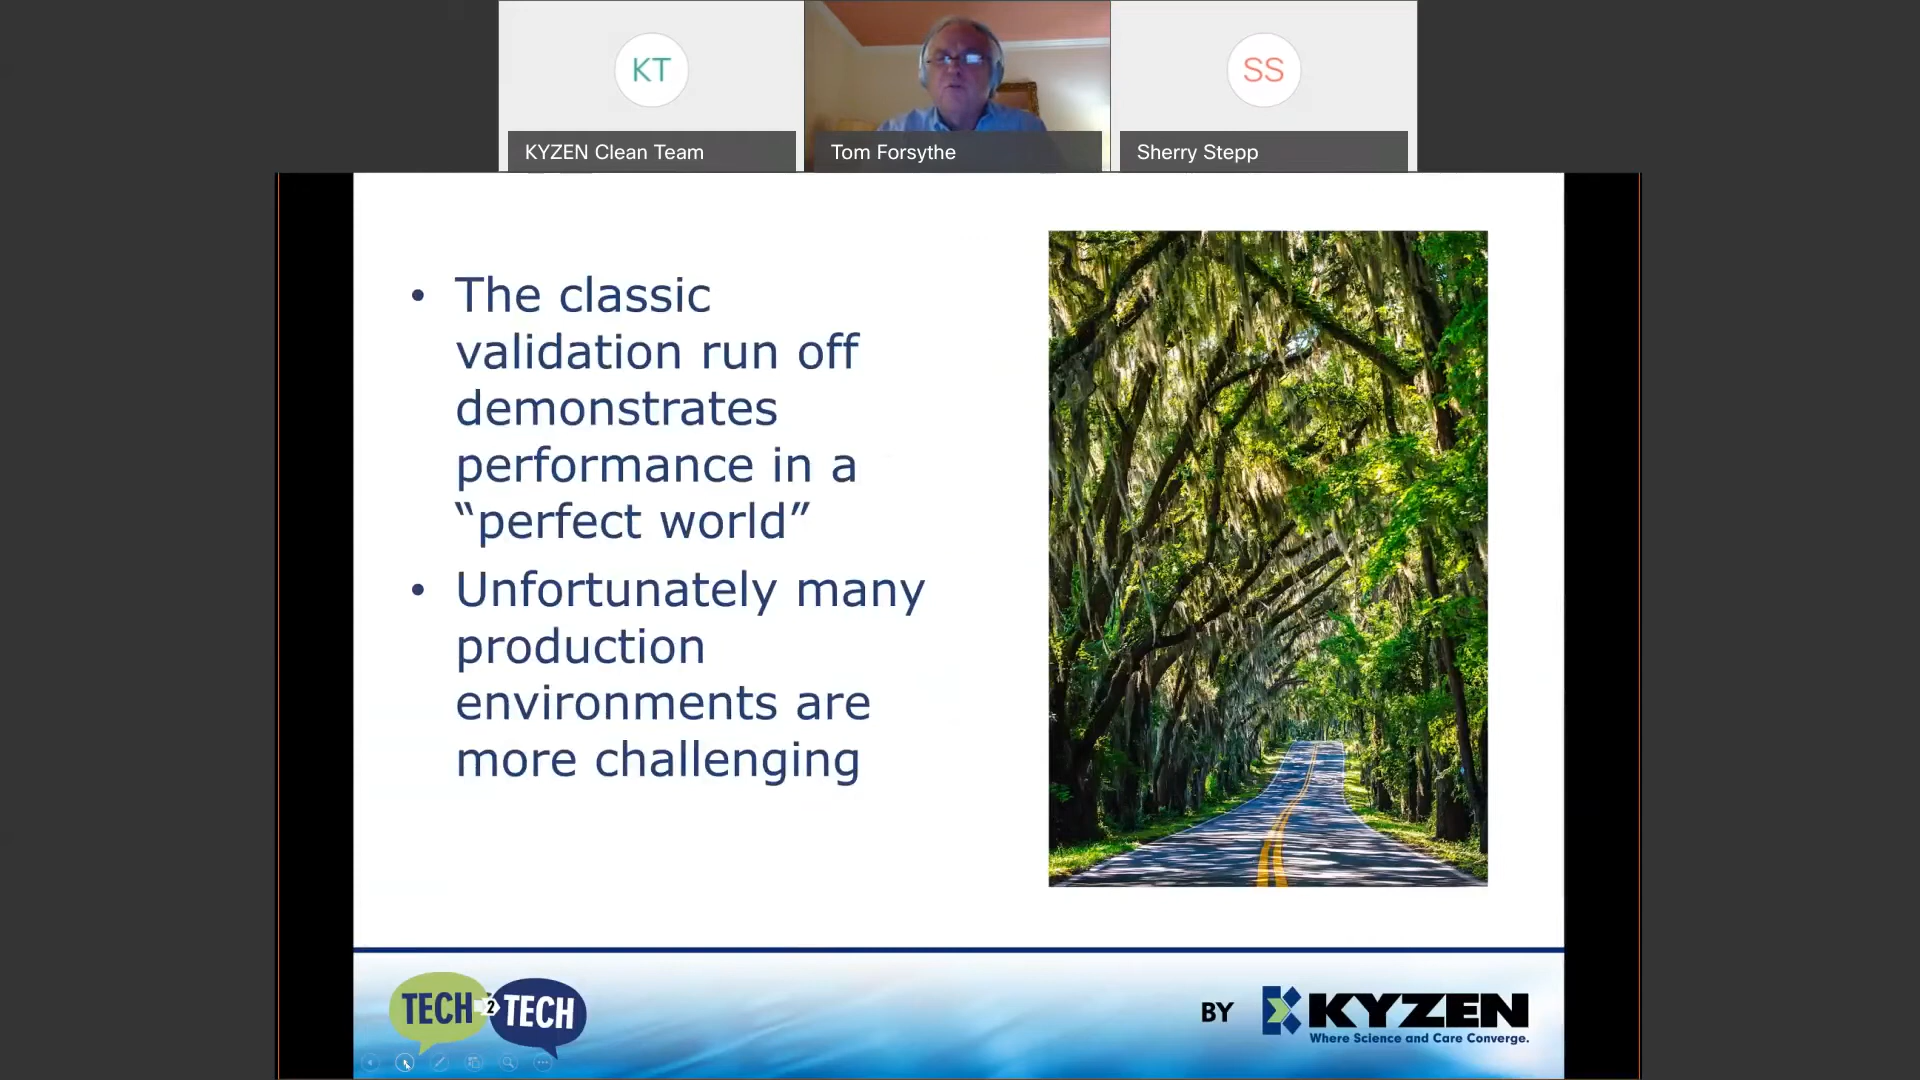 KT
SS
KYZEN Clean Team
Tom Forsythe
Sherry Stepp
• The classic
validation run off
demonstrates
performance in a
“perfect world”
• Unfortunately many
production
environments are
more challenging
TECH 2 TECH
BY KYZEN
Where Science and Care Converge.